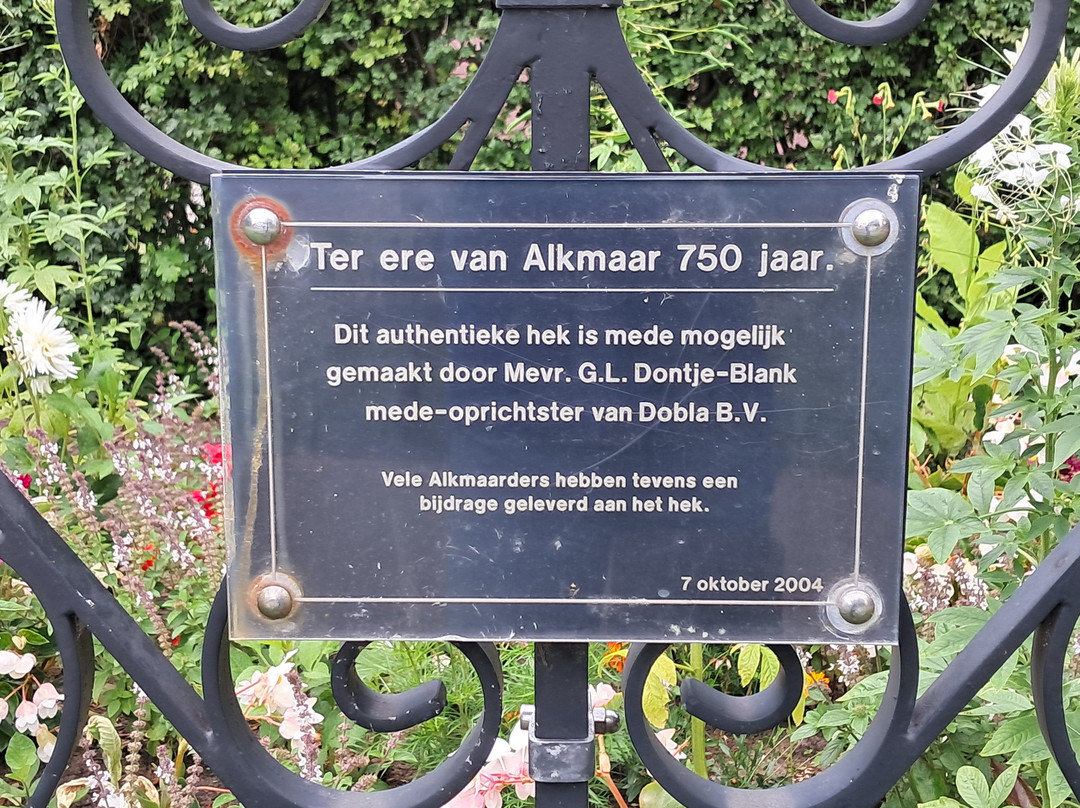 Ter ere van Alkmaar 750 jaar.
Dit authentieke hek is mede mogelijk
gemaakt door Mevr. G.L. Dontje-Blank
mede-oprichtster van Dobla B.V.
Vele Alkmaarders hebben tevens een
bijdrage geleverd aan het hek.
7 oktober 2004